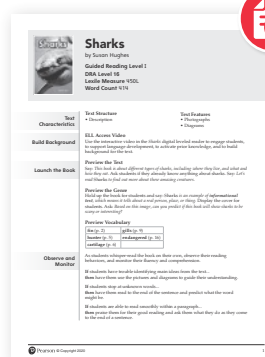 Sharks
Sharks
by Susan Hughes
Guided Reading Level I
DRA Level 16
Lexile Measure 450L
Word Count 414
Text
Characteristics
Text Structure
• Description
Text Features
• Photographs
• Diagrams
Build Background
ELL Access Video
Use the interactive video in the Sharks digital leveled reader to engage students,
to support language development, to activate prior knowledge, and to build
background for the text.
Launch the Book
Preview the Text
Say: This book is about different types of sharks, including where they live, and what and
how they eat. Ask students if they already know anything about sharks. Say: Let's
read Sharks to find out more about these amazing creatures.
Preview the Genre
Hold up the book for students and say: Sharks is an example of informational
text, which means it tells about a real person, place, or thing. Display the cover for
students. Ask: Based on this image, can you predict if this book will show sharks to be
scary or interesting?
Preview Vocabulary
fin (p. 2)
gills (p. 9)
hunter (p. 5)
endangered (p. 16)
cartilage (p. 6)
Observe and
Monitor
As students whisper-read the book on their own, observe their reading
behaviors, and monitor their fluency and comprehension.
If students have trouble identifying main ideas from the text...
then have them use the pictures and diagrams to guide their understanding.
If students stop at unknown words...
then have them read to the end of the sentence and predict what the word
might be.
If students are able to read smoothly within a paragraph...
then praise them for their good reading and ask them what they do as they come
to the end of a sentence.
Pearson © Copyright 2020